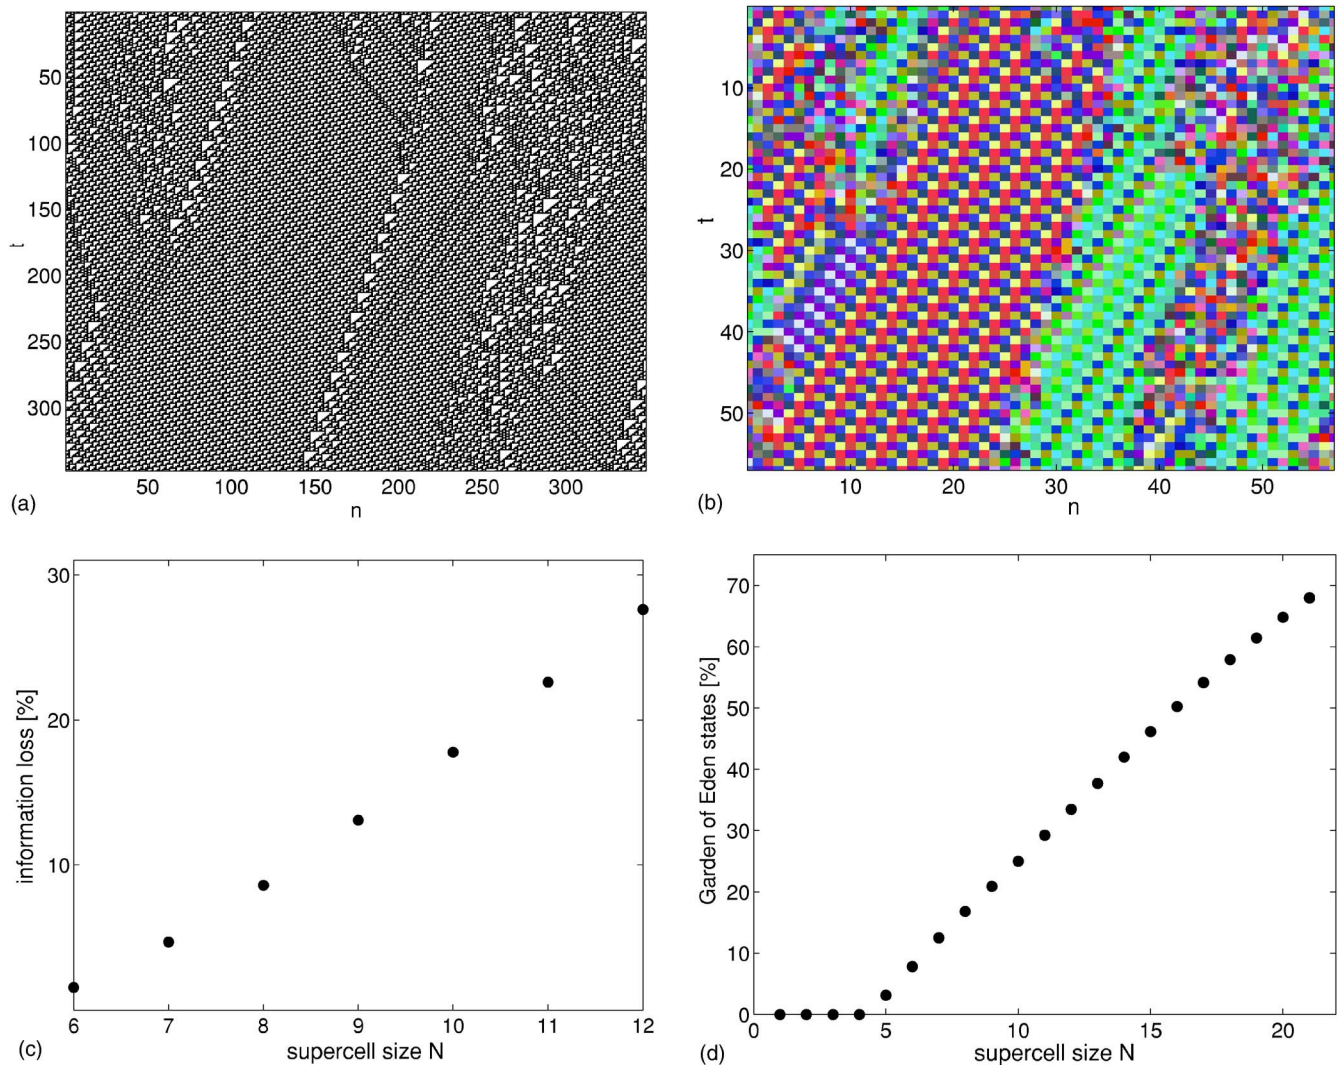 50
100
150
200
250
300
t
50 100 150 200 250 300
n
(a)
10
20
30
40
50
t
10 20 30 40 50
n
(b)
30
20
10
information loss [%]
6 7 8 9 10 11 12
supercell size N
(c)
70
60
50
40
30
20
10
0
Garden of Eden states [%]
0 5 10 15 20
supercell size N
(d)